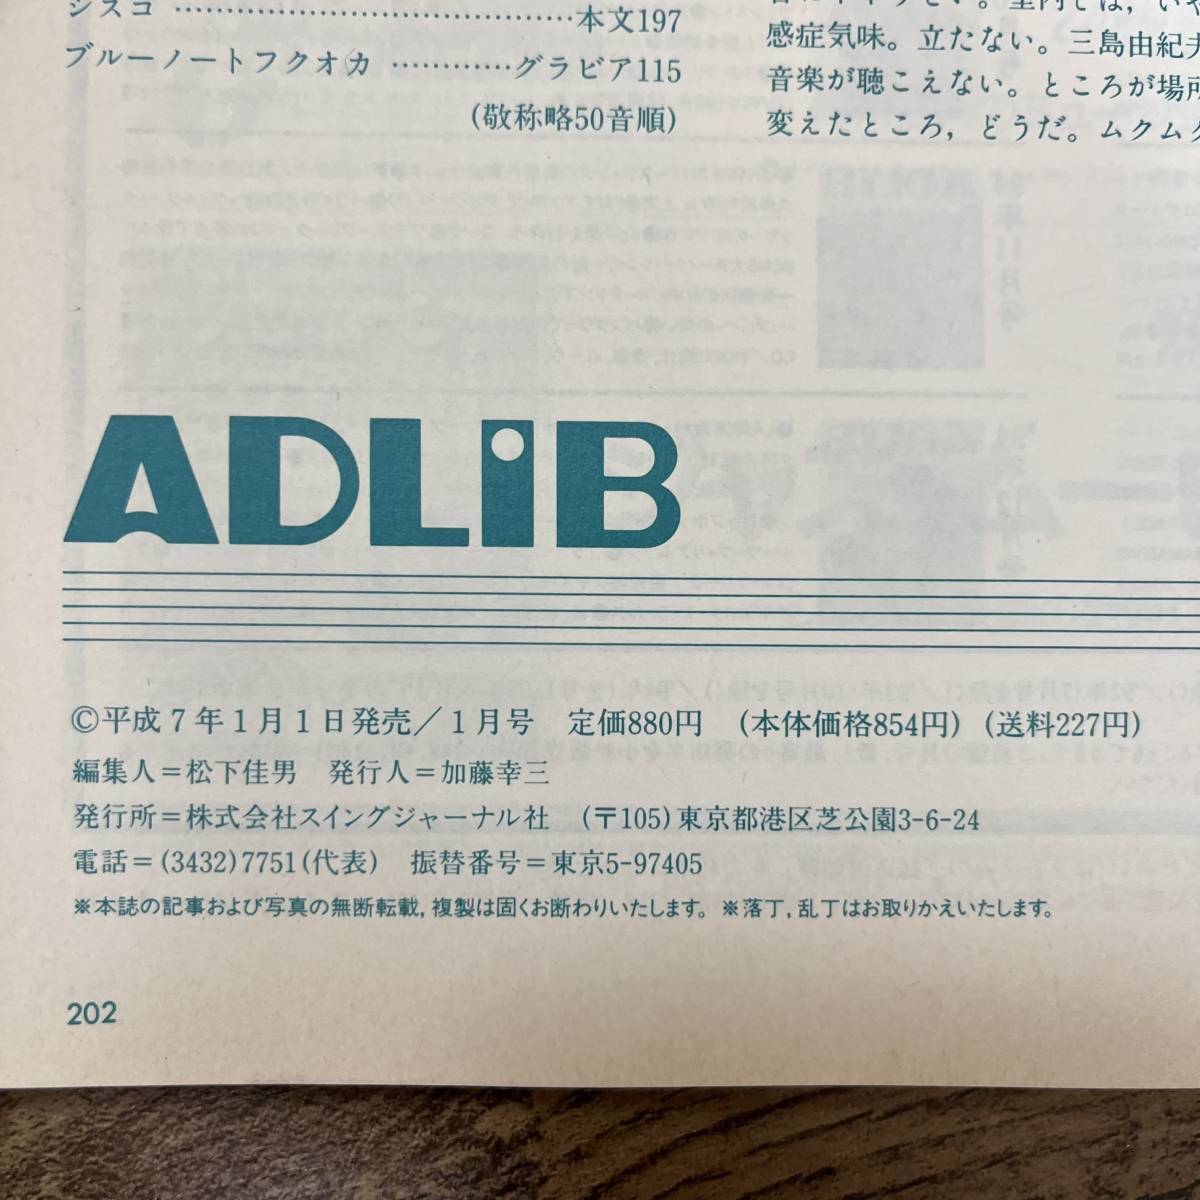 シスコ ……………………………………本文197
ブルーノートフクオカ …………グラビア115
(敬称略50音順)
感症気味。立たない。三島由紀夫
音楽が聴こえない。ところが場所
変えたところ，どうだ。ムクムク
ADLiB
©平成７年１月１日発売／１月号　定価880円　(本体価格854円)（送料227円)
編集人＝松下佳男　発行人＝加藤幸三
発行所＝株式会社スイングジャーナル社　(〒105)東京都港区芝公園3-6-24
電話＝(3432)7751(代表)　振替番号＝東京5-97405
※本誌の記事および写真の無断転載，複製は固くお断わりいたします。※落丁，乱丁はお取りかえいたします。
202